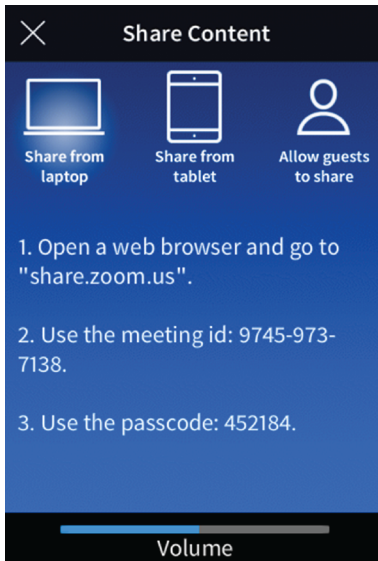 Share Content
Share from
laptop
Share from
tablet
Allow guests
to share
1. Open a web browser and go to
"share.zoom.us".
2. Use the meeting id: 9745-973-
7138.
3. Use the passcode: 452184.
Volume